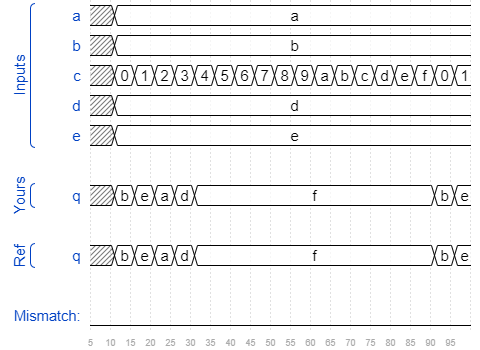 Inputs
a a
b b
c 0 1 2 3 4 5 6 7 8 9 a b c d e f 0 1
d d
e e
Yours
q b e a d f b e
Ref
q b e a d f b e
Mismatch:
5 10 15 20 25 30 35 40 45 50 55 60 65 70 75 80 85 90 95